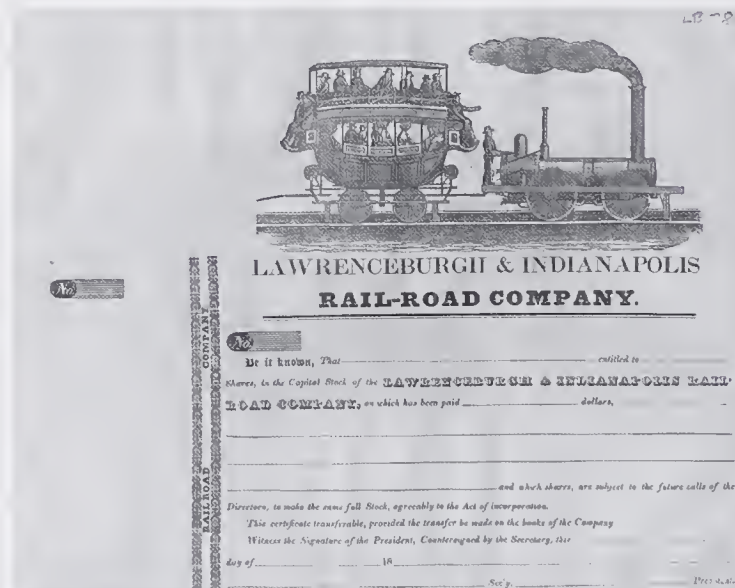 LB-8
LAWRENCEBURGH & INDIANAPOLIS
RAIL-ROAD COMPANY.
No
No
COMPANY
RAILROAD
Be it known, That entitled to
Shares, in the Capital Stock of the LAWRENCEBURGH & INDIANAPOLIS RAIL-
ROAD COMPANY, on which has been paid dollars,
and which shares, are subject to the future calls of the
Directors, to make the same full Stock, agreeably to the Act of incorporation.
This certificate transferable, provided the transfer be made on the books of the Company
Witness the Signature of the President, Countersigned by the Secretary, this
day of 18
Sec'y. President.